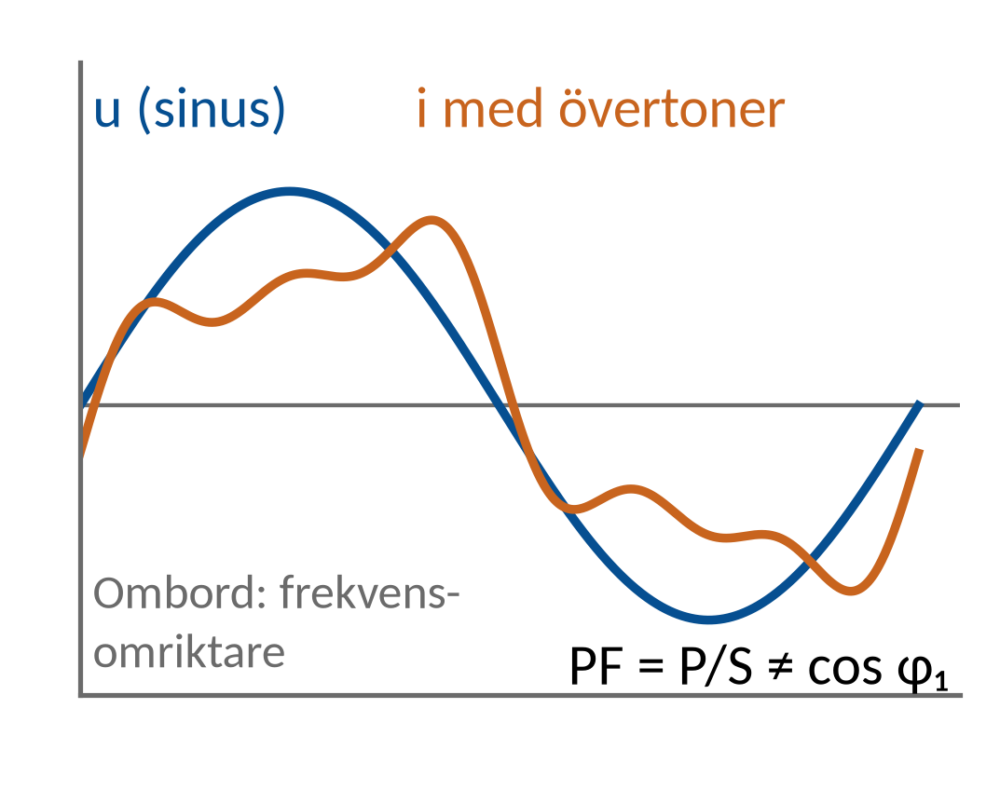 u (sinus)
i med övertoner
Ombord: frekvens-
omriktare
PF = P/S ≠ cos φ₁